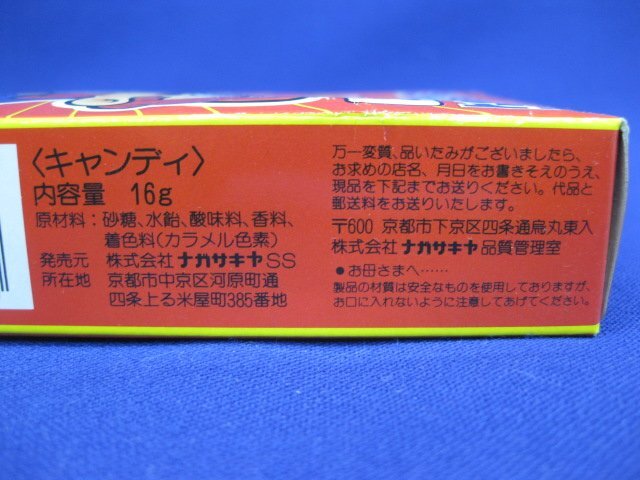 〈キャンディ〉
内容量 16g
原材料:砂糖、水飴、酸味料、香料、
着色料(カラメル色素)
発売元 株式会社ナガサキヤSS
所在地 京都市中京区河原町通
四条上る米屋町385番地
万一変質、品いたみがございましたら、
お求めの店名、月日をお書きそえのうえ、
現品を下記までお送りください。代品と
郵送料をお送りいたします。
〒600 京都市下京区四条通烏丸東入
株式会社ナガサキヤ品質管理室
●お母さまへ……
製品の材質は安全なものを使用しておりますが、
お口に入れないように注意してあげてください。